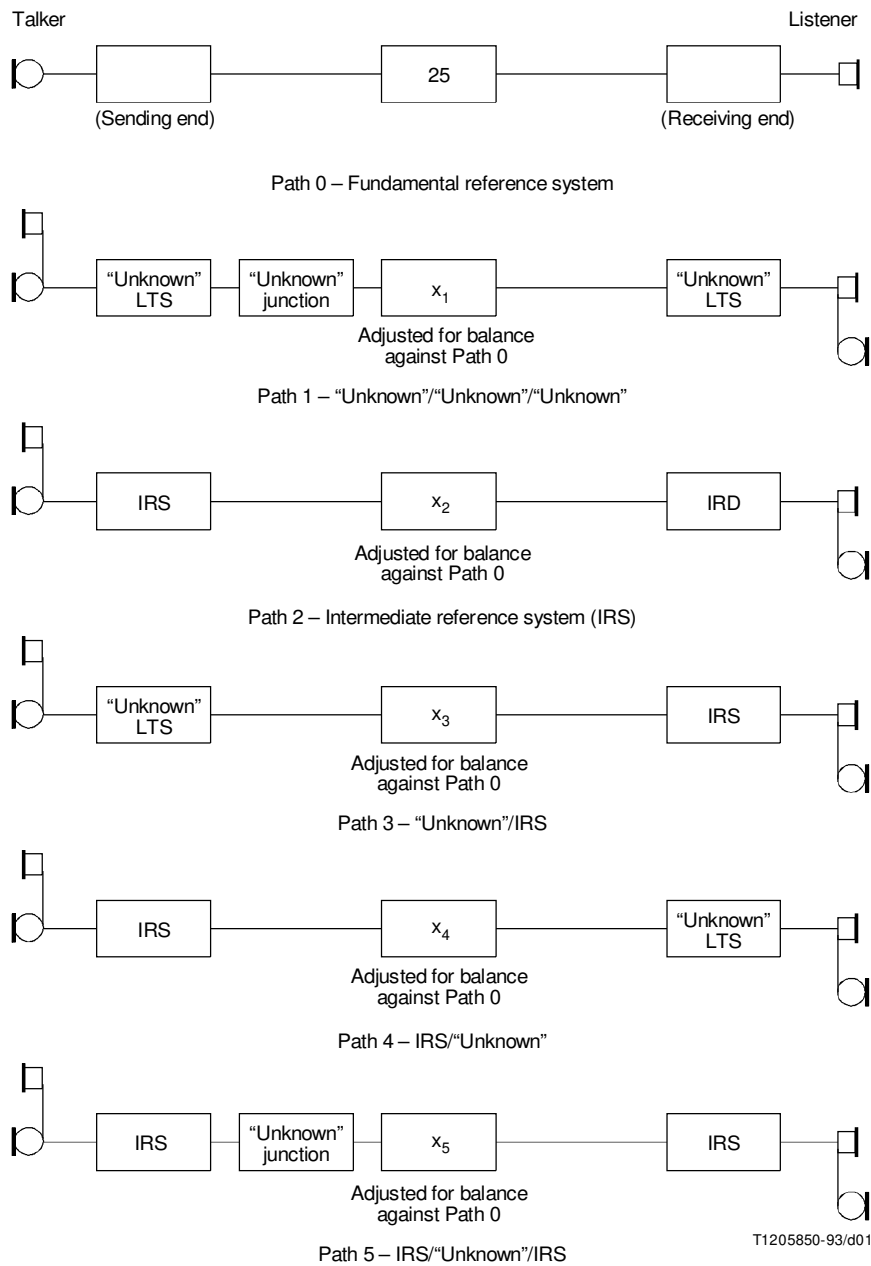 Talker
Listener
25
(Sending end)
(Receiving end)
Path 0 – Fundamental reference system
“Unknown”
LTS
“Unknown”
junction
x1
“Unknown”
LTS
Adjusted for balance
against Path 0
Path 1 – “Unknown”/“Unknown”/“Unknown”
IRS
x2
IRD
Adjusted for balance
against Path 0
Path 2 – Intermediate reference system (IRS)
“Unknown”
LTS
x3
IRS
Adjusted for balance
against Path 0
Path 3 – “Unknown”/IRS
IRS
x4
“Unknown”
LTS
Adjusted for balance
against Path 0
Path 4 – IRS/“Unknown”
IRS
“Unknown”
junction
x5
IRS
Adjusted for balance
against Path 0
T1205850-93/d01
Path 5 – IRS/“Unknown”/IRS